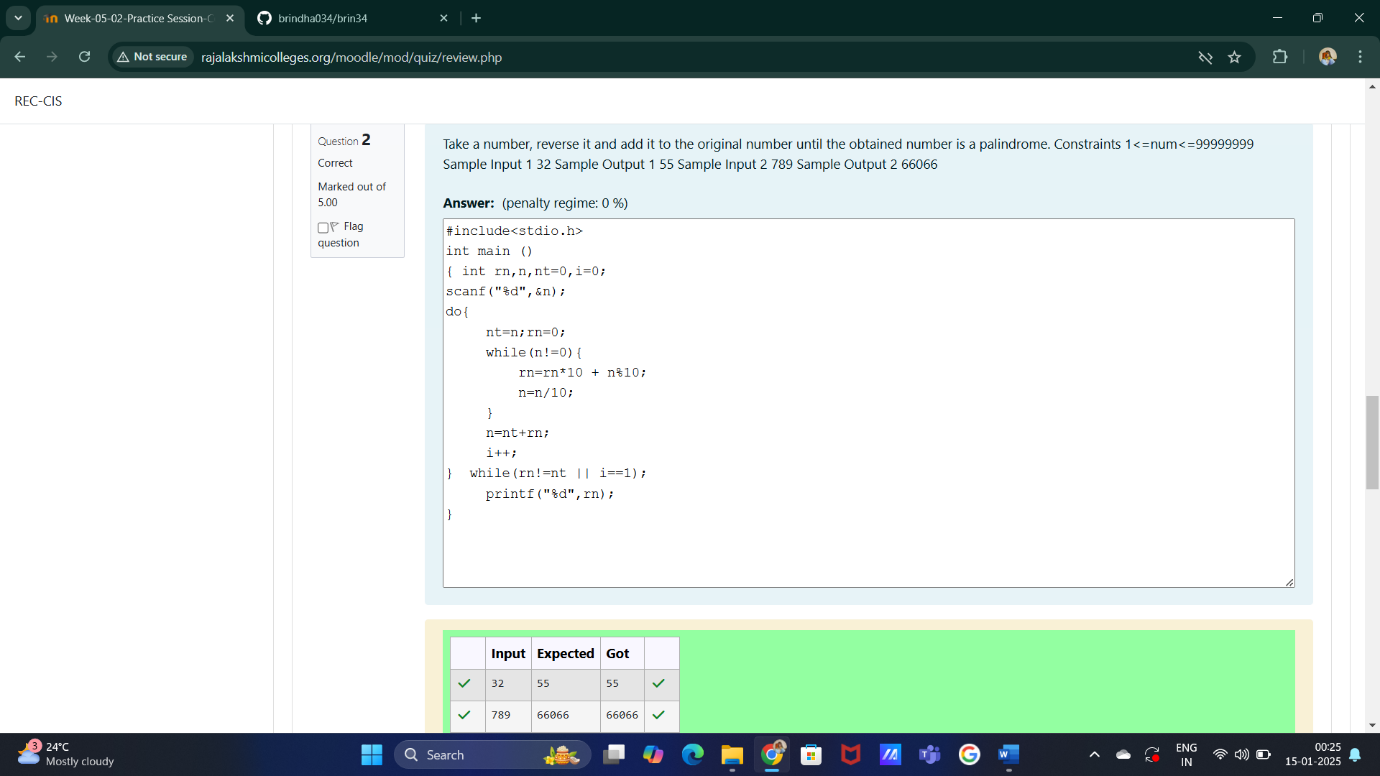 Week-05-02-Practice Session-C
brindha034/brin34
Not secure
rajalakshmicolleges.org/moodle/mod/quiz/review.php
REC-CIS
Question 2
Correct
Marked out of
5.00
Flag
question
Take a number, reverse it and add it to the original number until the obtained number is a palindrome. Constraints 1<=num<=99999999
Sample Input 1 32 Sample Output 1 55 Sample Input 2 789 Sample Output 2 66066
Answer: (penalty regime: 0 %)
#include<stdio.h>
int main ()
{ int rn,n,nt=0,i=0;
scanf("%d",&n);
do{
nt=n;rn=0;
while(n!=0){
rn=rn*10 + n%10;
n=n/10;
}
n=nt+rn;
i++;
} while(rn!=nt || i==1);
printf("%d",rn);
}
Input Expected Got
32 55 55
789 66066 66066
3
24°C
Mostly cloudy
Search
ENG
IN
00:25
15-01-2025